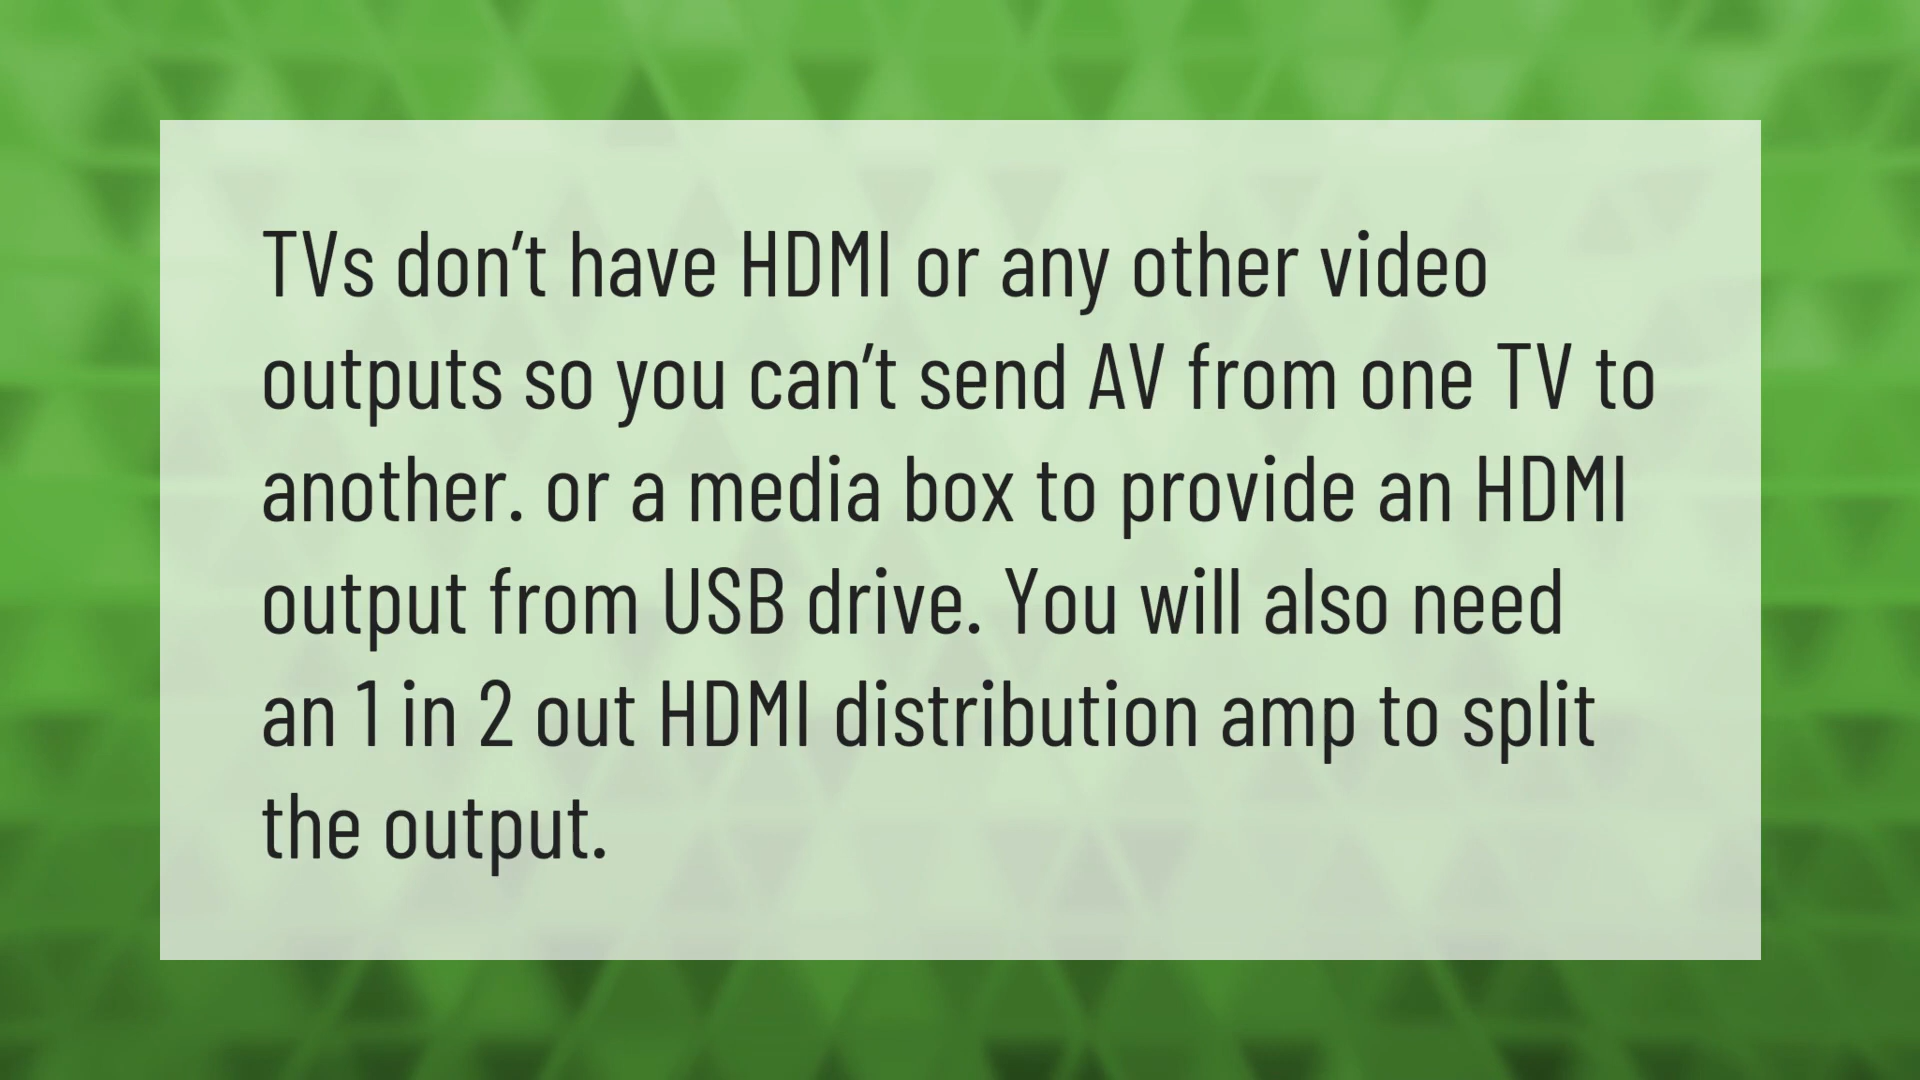 TVs don’t have HDMI or any other video
outputs so you can’t send AV from one TV to
another. or a media box to provide an HDMI
output from USB drive. You will also need
an 1 in 2 out HDMI distribution amp to split
the output.